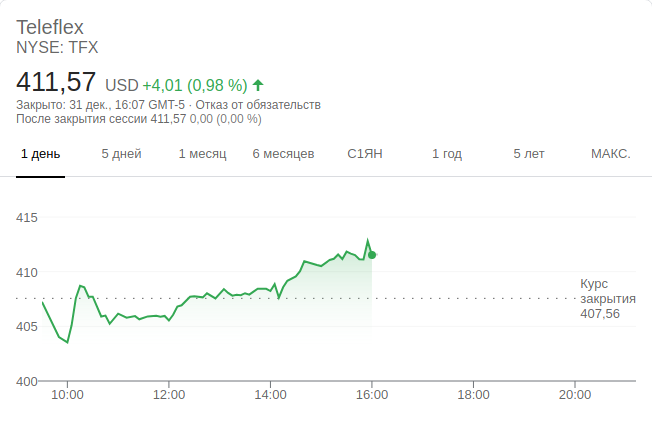 Teleflex
NYSE: TFX
411,57 USD +4,01 (0,98 %)
Закрыто: 31 дек., 16:07 GMT-5 · Отказ от обязательств
После закрытия сессии 411,57 0,00 (0,00 %)
1 день 5 дней 1 месяц 6 месяцев С1ЯН 1 год 5 лет МАКС.
415
410
Курс
закрытия
407,56
405
400
10:00 12:00 14:00 16:00 18:00 20:00